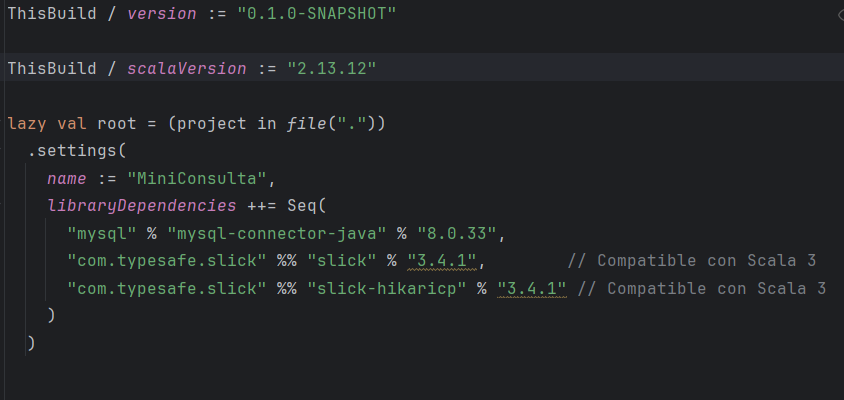 ThisBuild / version := "0.1.0-SNAPSHOT"
ThisBuild / scalaVersion := "2.13.12"
lazy val root = (project in file("."))
.settings(
name := "MiniConsulta",
libraryDependencies ++= Seq(
"mysql" % "mysql-connector-java" % "8.0.33",
"com.typesafe.slick" %% "slick" % "3.4.1", // Compatible con Scala 3
"com.typesafe.slick" %% "slick-hikaricp" % "3.4.1" // Compatible con Scala 3
)
)